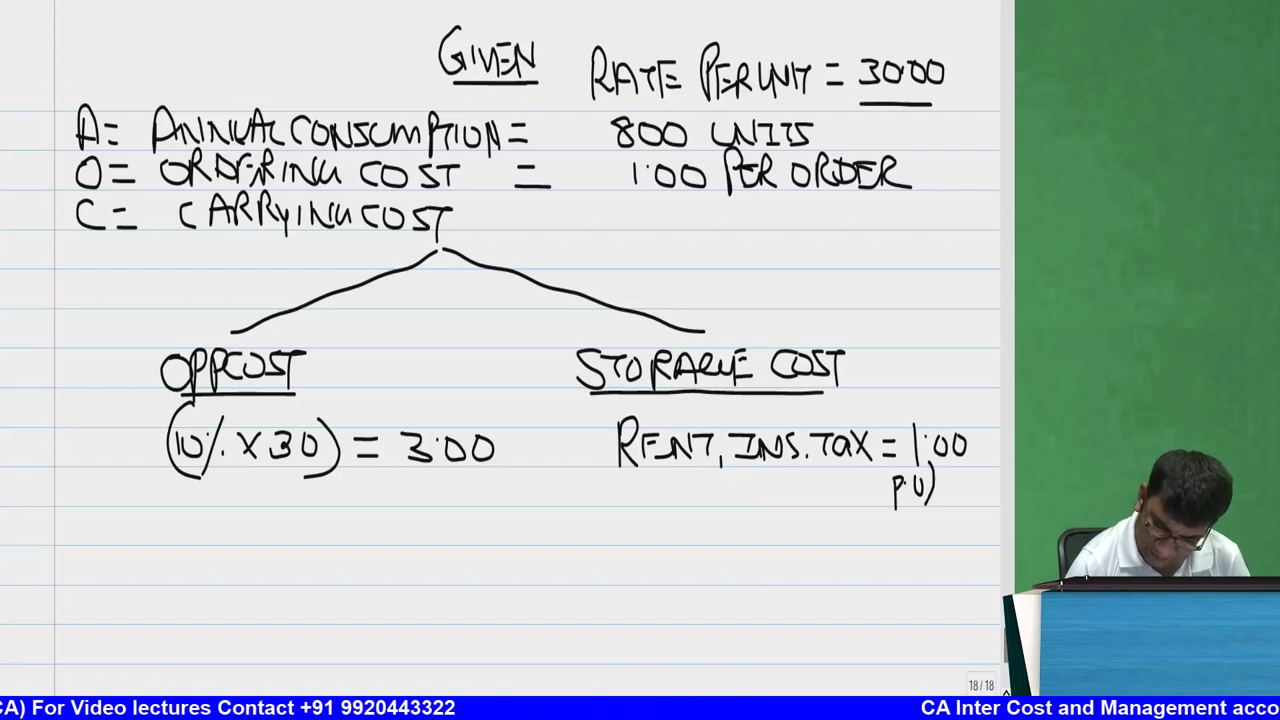 GIVEN
RATE PER UNIT = 30.00
A = ANNUAL CONSUMPTION = 800 UNITS
O = ORDERING COST = 1.00 PER ORDER
C = CARRYING COST
OPPCOST STORAGE COST
(10% X 30) = 3.00 RENT, INS. TAX = 1.00
p.u)
18/18
CA) For Video lectures Contact +91 9920443322 CA Inter Cost and Management acco